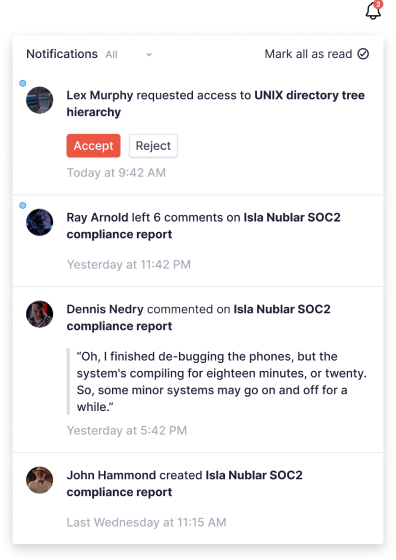 2
Notifications All
Mark all as read
Lex Murphy requested access to UNIX directory tree
hierarchy
Accept Reject
Today at 9:42 AM
Ray Arnold left 6 comments on Isla Nublar SOC2
compliance report
Yesterday at 11:42 PM
Dennis Nedry commented on Isla Nublar SOC2
compliance report
“Oh, I finished de-bugging the phones, but the
system's compiling for eighteen minutes, or twenty.
So, some minor systems may go on and off for a
while.”
Yesterday at 5:42 PM
John Hammond created Isla Nublar SOC2
compliance report
Last Wednesday at 11:15 AM